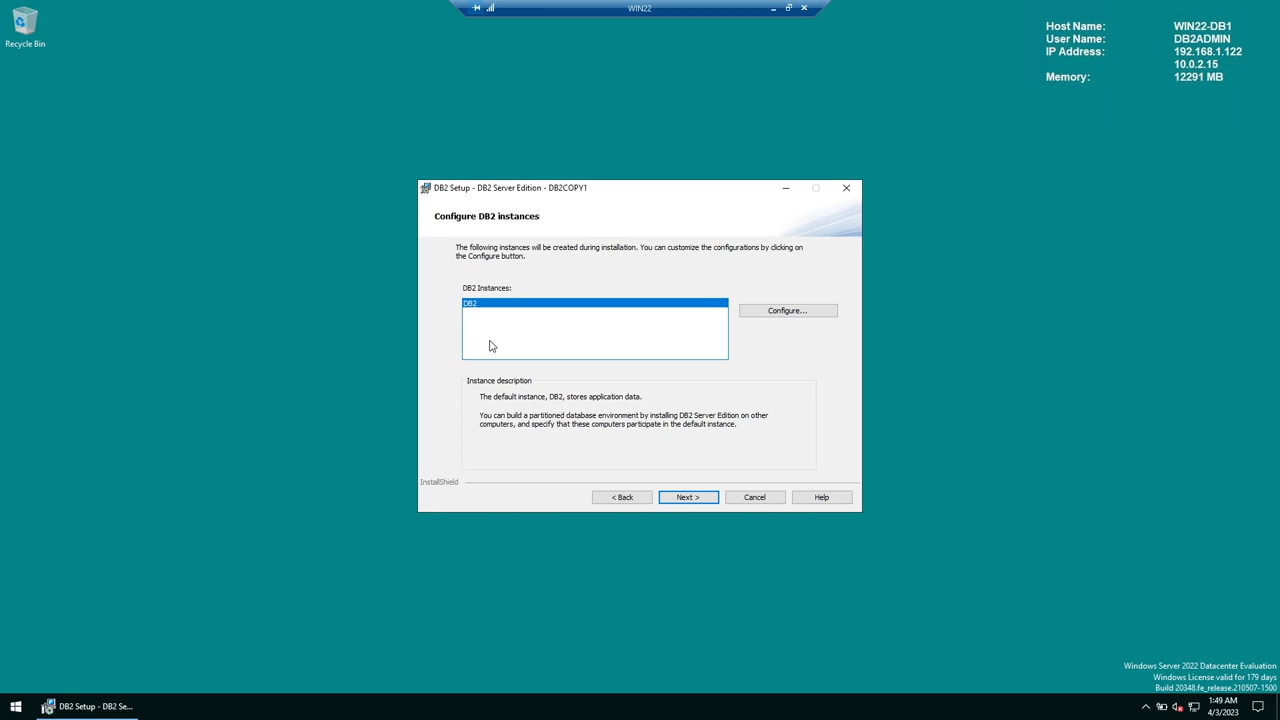 WIN22
Recycle Bin
Host Name: WIN22-DB1
User Name: DB2ADMIN
IP Address: 192.168.1.122
10.0.2.15
Memory: 12291 MB
DB2 Setup - DB2 Server Edition - DB2COPY1
Configure DB2 instances
The following instances will be created during installation. You can customize the configurations by clicking on
the Configure button.
DB2 Instances:
DB2
Configure...
Instance description
The default instance, DB2, stores application data.
You can build a partitioned database environment by installing DB2 Server Edition on other
computers, and specify that these computers participate in the default instance.
InstallShield
< Back
Next >
Cancel
Help
Windows Server 2022 Datacenter Evaluation
Windows License valid for 179 days
Build 20348.fe_release.210507-1500
DB2 Setup - DB2 Se...
1:49 AM
4/3/2023